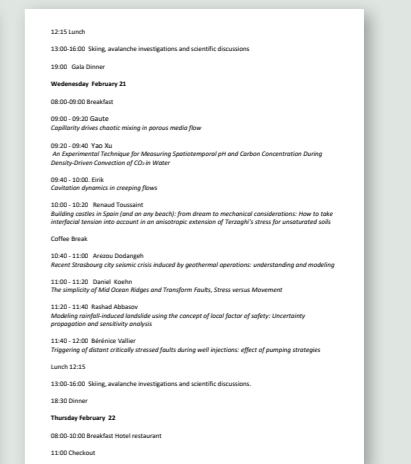 12:15 Lunch
13:00-16:00  Skiing, avalanche investigations and scientific discussions
19:00  Gala Dinner
Wedenesday  February 21
08:00-09:00 Breakfast
09:00 - 09:20 Gaute
Capillarity drives chaotic mixing in porous media flow
09:20 - 09:40  Yao Xu
An Experimental Technique for Measuring Spatiotemporal pH and Carbon Concentration During
Density-Driven Convection of CO₂ in Water
09:40 - 10:00. Eirik
Cavitation dynamics in creeping flows
10:00 - 10:20  Renaud Toussaint
Building castles in Spain (and on any beach): from dream to mechanical considerations: How to take
interfacial tension into account in an anisotropic extension of Terzaghi's stress for unsaturated soils
Coffee Break
10:40 - 11:00  Arezou Dodangeh
Recent Strasbourg city seismic crisis induced by geothermal operations: understanding and modeling
11:00 - 11:20  Daniel  Koehn
The simplicity of Mid Ocean Ridges and Transform Faults, Stress versus Movement
11:20 - 11:40  Rashad Abbasov
Modeling rainfall-induced landslide using the concept of local factor of safety: Uncertainty
propagation and sensitivity analysis
11:40 - 12:00  Bérénice Vallier
Triggering of distant critically stressed faults during well injections: effect of pumping strategies
Lunch 12:15
13:00-16:00  Skiing, avalanche investigations and scientific discussions.
18:30 Dinner
Thursday February  22
08:00-10:00 Breakfast Hotel restaurant
11:00 Checkout